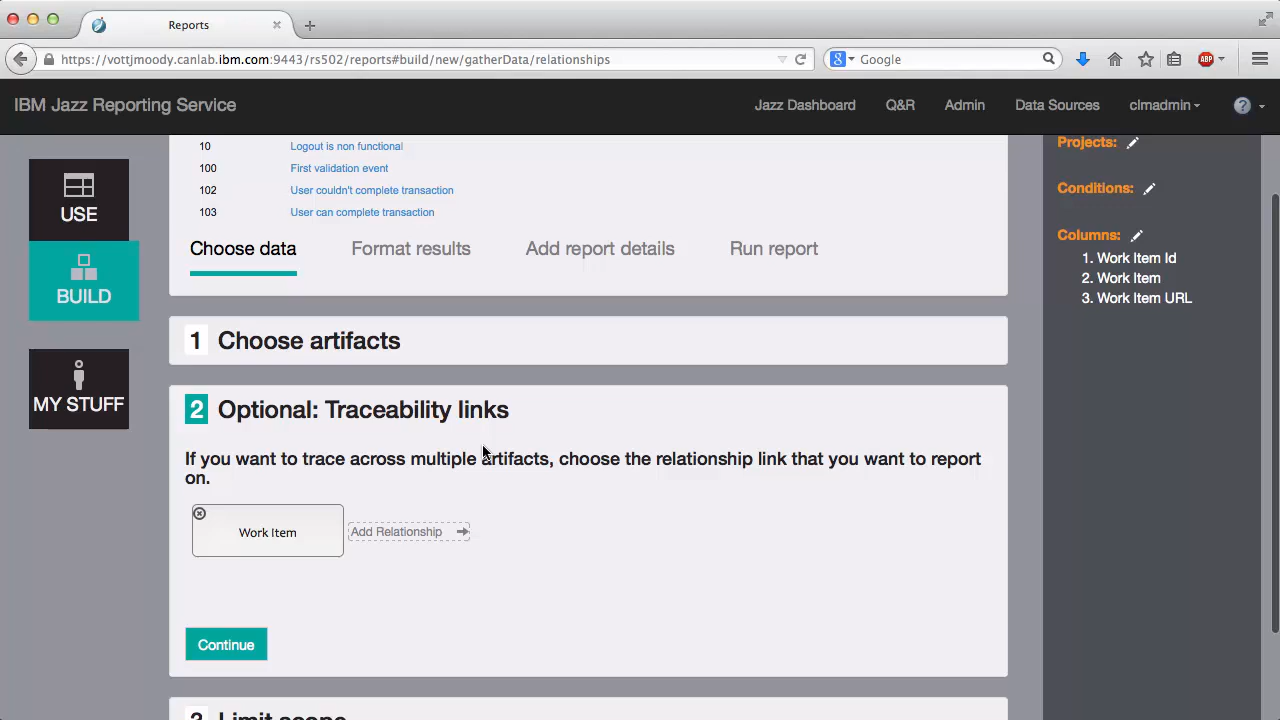 Reports
https://vottJmoody.canlab.ibm.com:9443/rs502/reports#build/new/gatherData/relationships
Google
ABP
IBM Jazz Reporting Service
Jazz Dashboard
Q&R
Admin
Data Sources
clmadmin
?
USE
BUILD
MY STUFF
10 Logout is non functional
100 First validation event
102 User couldn't complete transaction
103 User can complete transaction
Choose data
Format results
Add report details
Run report
1 Choose artifacts
2 Optional: Traceability links
If you want to trace across multiple artifacts, choose the relationship link that you want to report
on.
Work Item
Add Relationship
Continue
3 Limit scope
Projects:
Conditions:
Columns:
1. Work Item Id
2. Work Item
3. Work Item URL